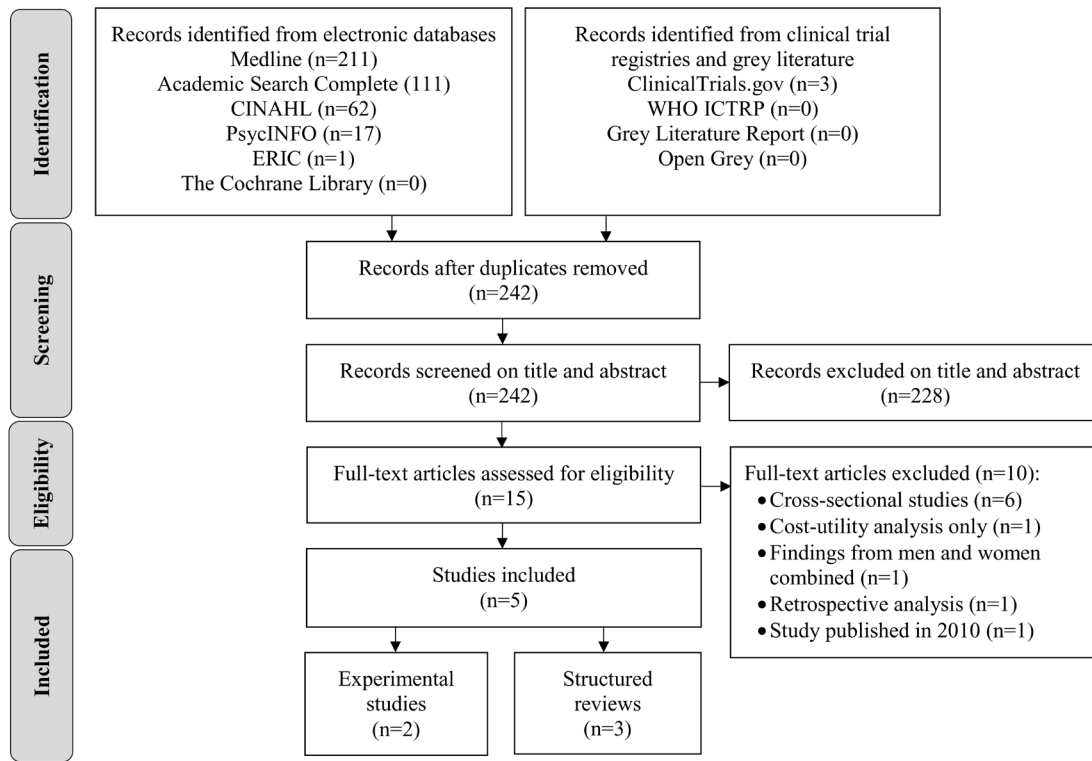 Identification
Records identified from electronic databases
Medline (n=211)
Academic Search Complete (111)
CINAHL (n=62)
PsycINFO (n=17)
ERIC (n=1)
The Cochrane Library (n=0)
Records identified from clinical trial
registries and grey literature
ClinicalTrials.gov (n=3)
WHO ICTRP (n=0)
Grey Literature Report (n=0)
Open Grey (n=0)
Screening
Records after duplicates removed
(n=242)
Records screened on title and abstract
(n=242)
Records excluded on title and abstract
(n=228)
Eligibility
Full-text articles assessed for eligibility
(n=15)
Full-text articles excluded (n=10):
• Cross-sectional studies (n=6)
• Cost-utility analysis only (n=1)
• Findings from men and women
combined (n=1)
• Retrospective analysis (n=1)
• Study published in 2010 (n=1)
Included
Studies included
(n=5)
Experimental
studies
(n=2)
Structured
reviews
(n=3)